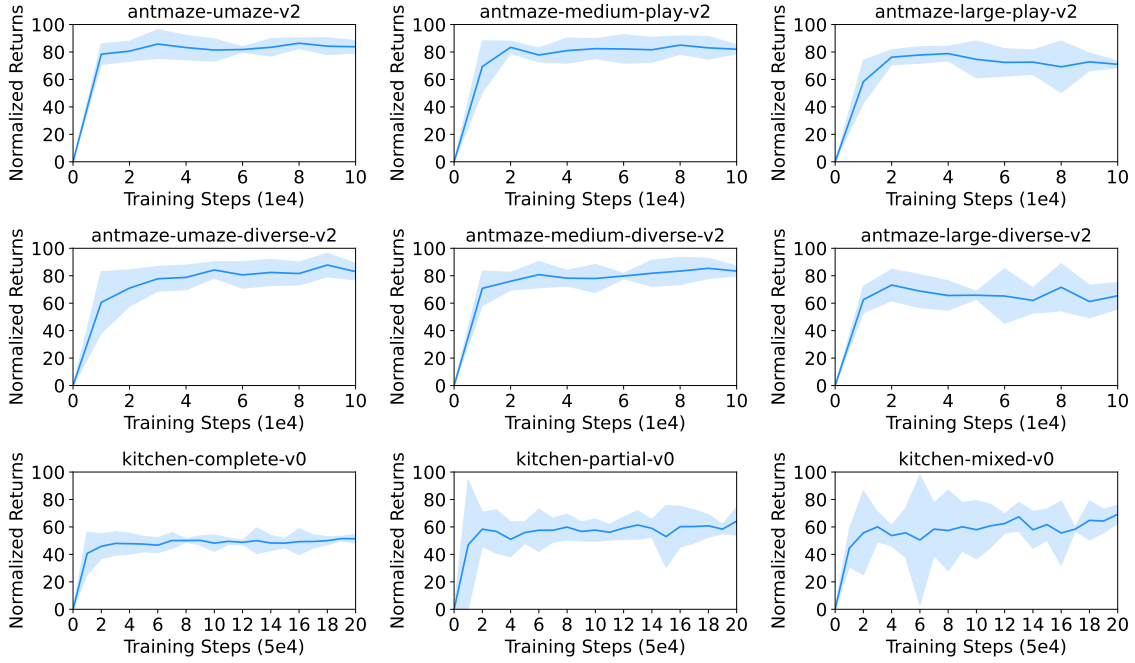 antmaze-umaze-v2
Normalized Returns
100
80
60
40
20
0
0 2 4 6 8 10
Training Steps (1e4)
antmaze-medium-play-v2
Normalized Returns
100
80
60
40
20
0
0 2 4 6 8 10
Training Steps (1e4)
antmaze-large-play-v2
Normalized Returns
100
80
60
40
20
0
0 2 4 6 8 10
Training Steps (1e4)
antmaze-umaze-diverse-v2
Normalized Returns
100
80
60
40
20
0
0 2 4 6 8 10
Training Steps (1e4)
antmaze-medium-diverse-v2
Normalized Returns
100
80
60
40
20
0
0 2 4 6 8 10
Training Steps (1e4)
antmaze-large-diverse-v2
Normalized Returns
100
80
60
40
20
0
0 2 4 6 8 10
Training Steps (1e4)
kitchen-complete-v0
Normalized Returns
100
80
60
40
20
0
0 2 4 6 8 10 12 14 16 18 20
Training Steps (5e4)
kitchen-partial-v0
Normalized Returns
100
80
60
40
20
0
0 2 4 6 8 10 12 14 16 18 20
Training Steps (5e4)
kitchen-mixed-v0
Normalized Returns
100
80
60
40
20
0
0 2 4 6 8 10 12 14 16 18 20
Training Steps (5e4)